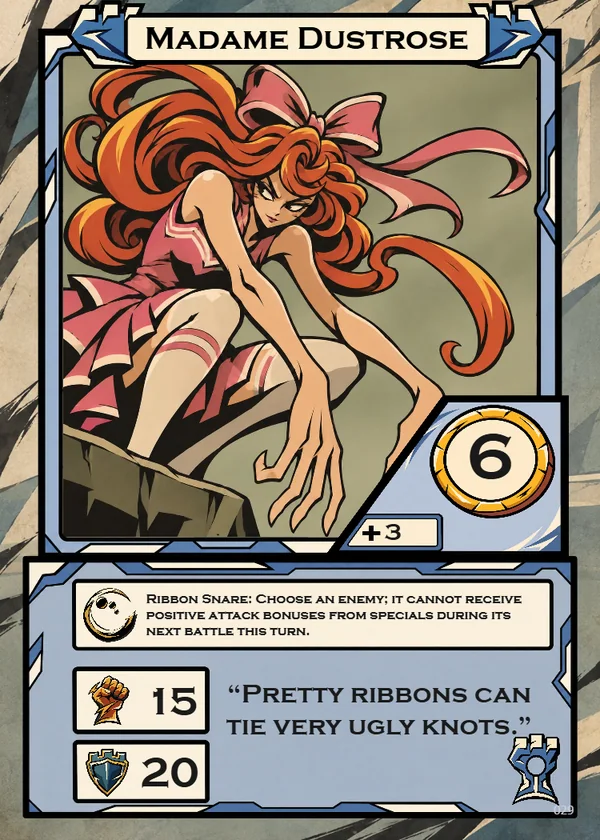 Madame Dustrose
6
+3
Ribbon Snare: Choose an enemy; it cannot receive
positive attack bonuses from specials during its
next battle this turn.
15
“Pretty ribbons can
tie very ugly knots.”
20
029